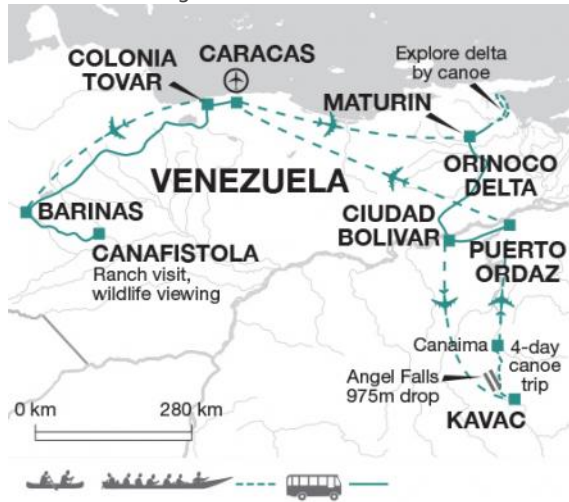 COLONIA
TOVAR
CARACAS
Explore delta
by canoe
MATURIN
ORINOCO
DELTA
VENEZUELA
BARINAS
CANAFISTOLA
Ranch visit,
wildlife viewing
CIUDAD
BOLIVAR
PUERTO
ORDAZ
Canaima
4-day
canoe
trip
Angel Falls
975m drop
KAVAC
0 km
280 km